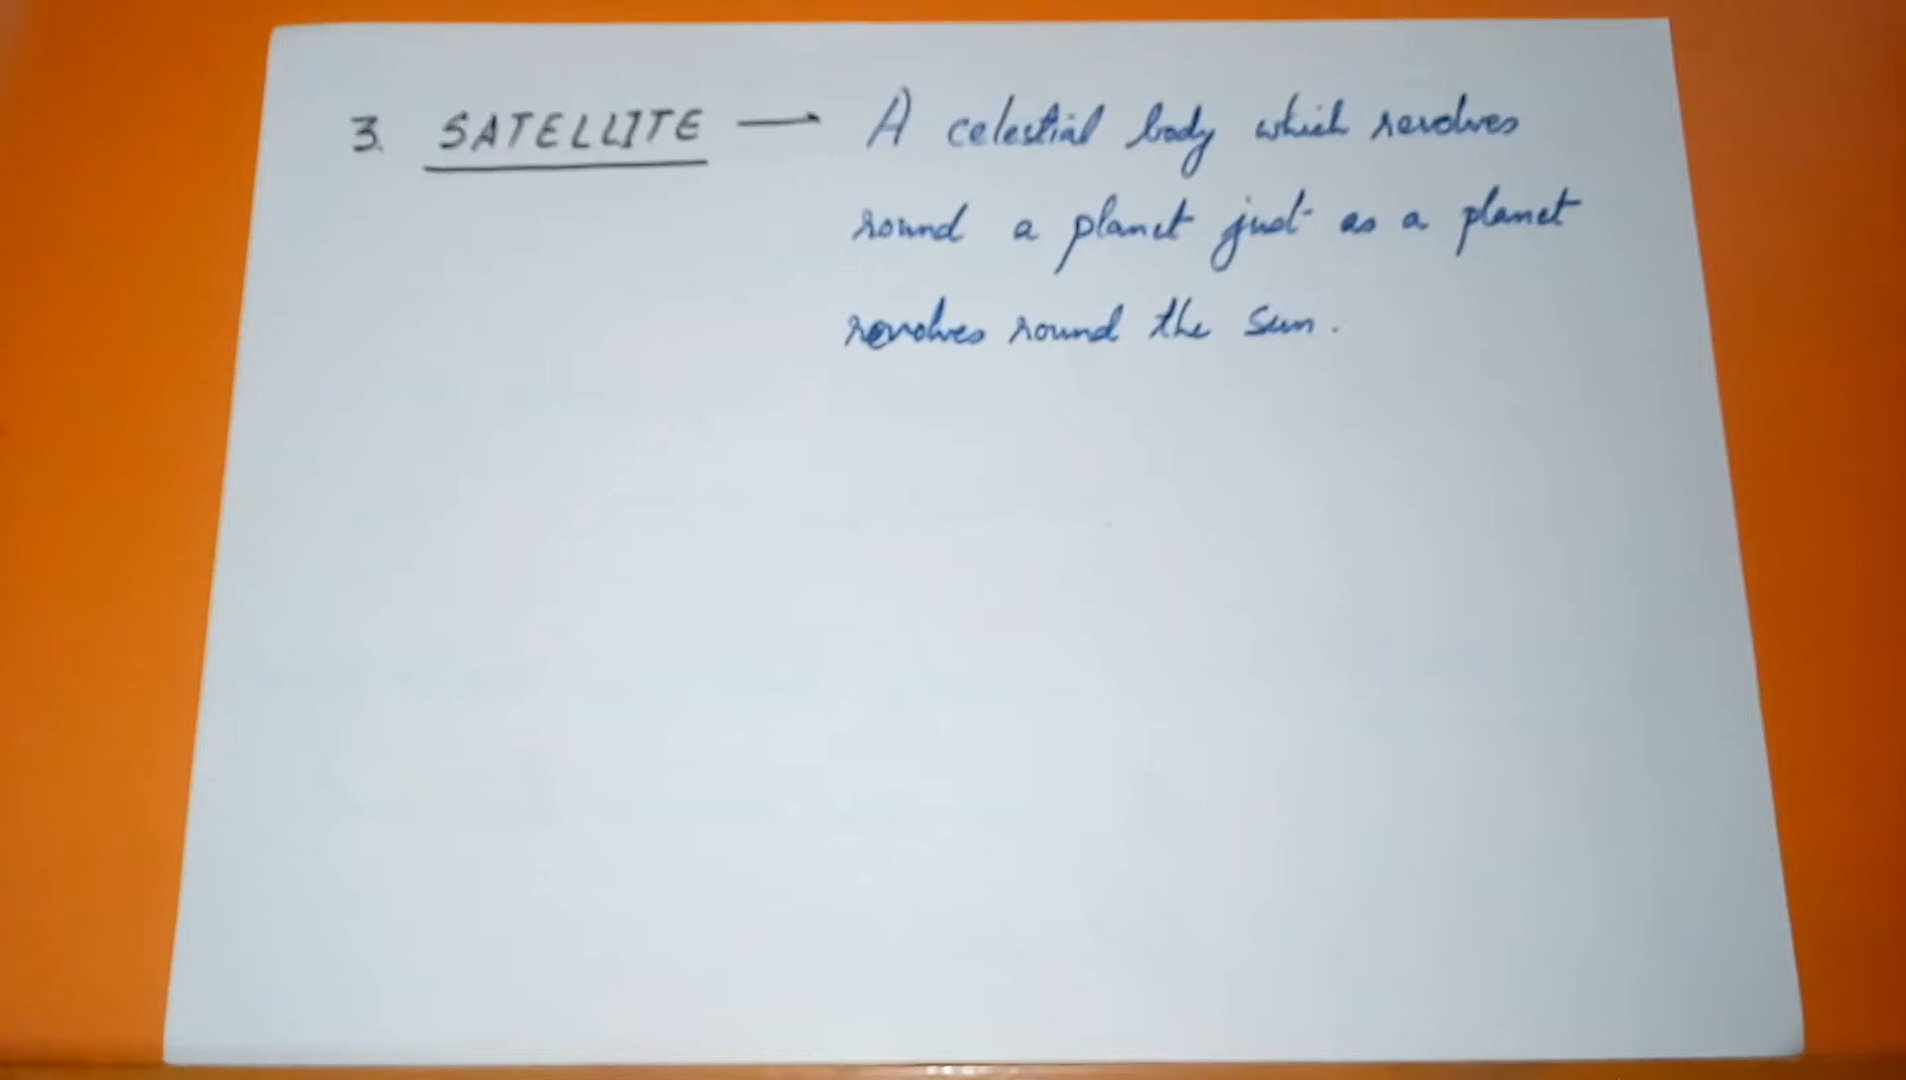 3. SATELLITE — A celestial body which revolves
round a planet just as a planet
revolves round the sun.